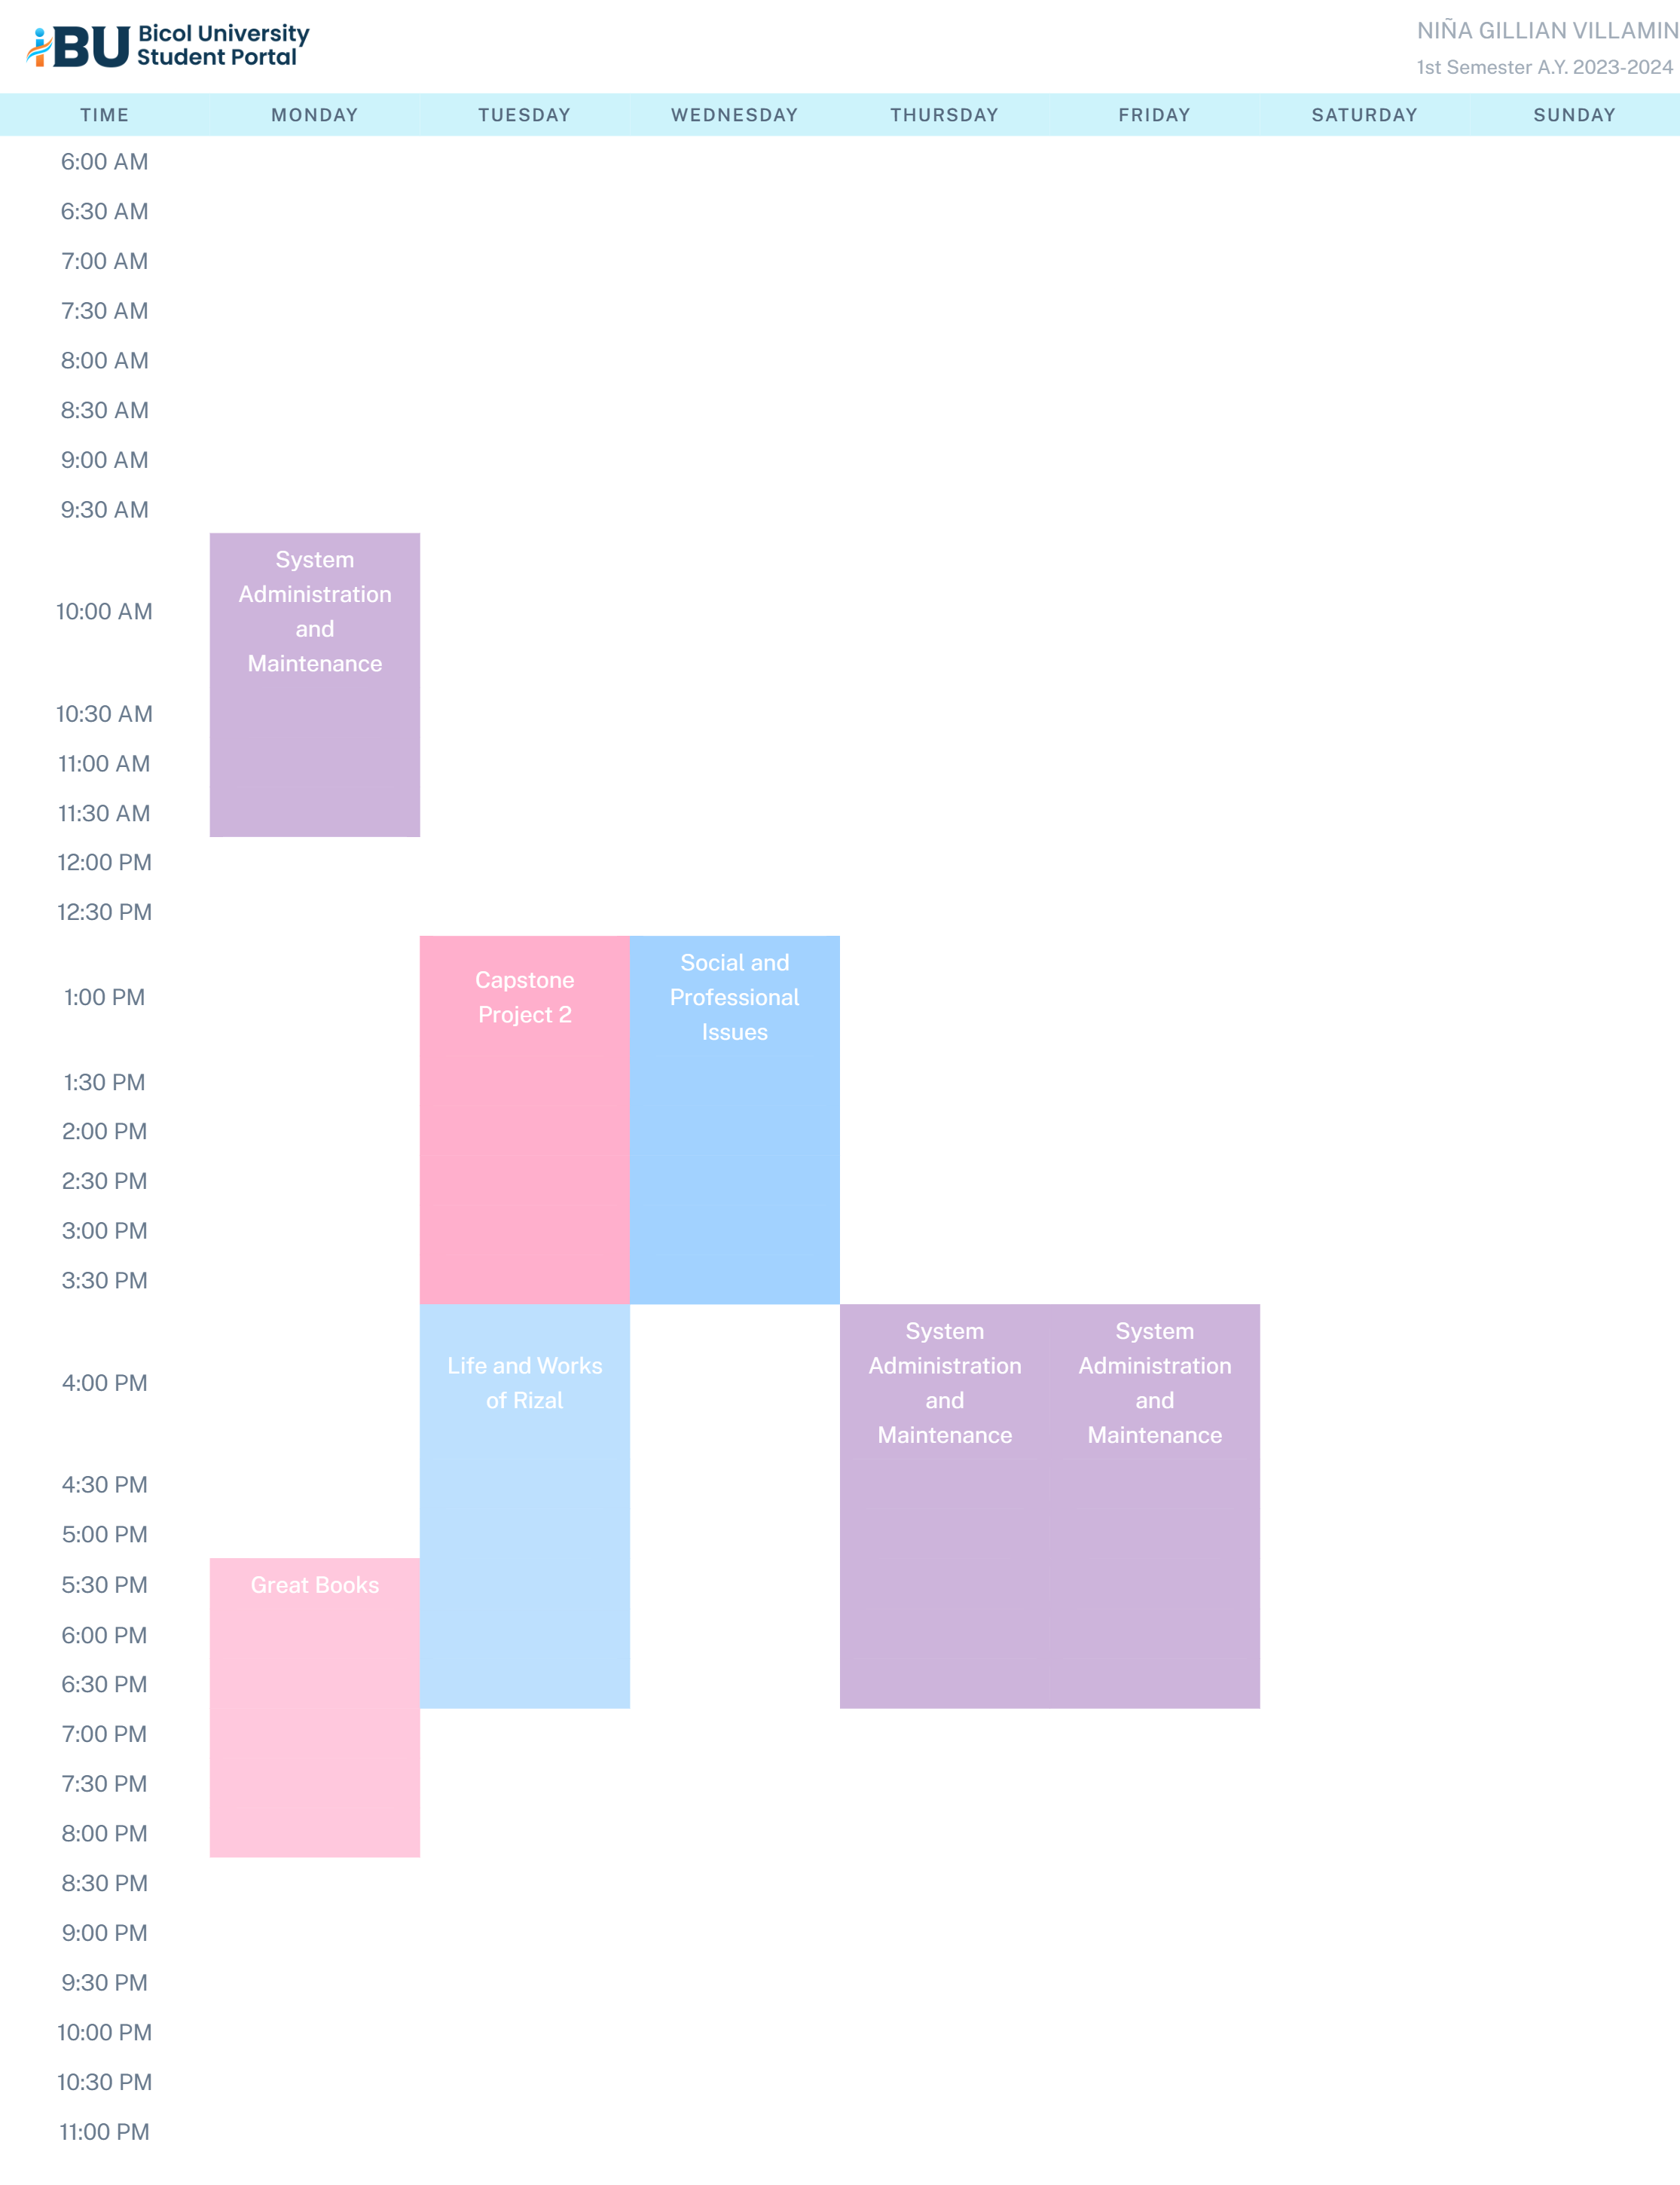 iBU Bicol University
Student Portal
NIÑA GILLIAN VILLAMIN
1st Semester A.Y. 2023-2024
TIME MONDAY TUESDAY WEDNESDAY THURSDAY FRIDAY SATURDAY SUNDAY
6:00 AM
6:30 AM
7:00 AM
7:30 AM
8:00 AM
8:30 AM
9:00 AM
9:30 AM
10:00 AM
System
Administration
and
Maintenance
10:30 AM
11:00 AM
11:30 AM
12:00 PM
12:30 PM
1:00 PM
Capstone
Project 2
Social and
Professional
Issues
1:30 PM
2:00 PM
2:30 PM
3:00 PM
3:30 PM
4:00 PM
Life and Works
of Rizal
System
Administration
and
Maintenance
System
Administration
and
Maintenance
4:30 PM
5:00 PM
5:30 PM
Great Books
6:00 PM
6:30 PM
7:00 PM
7:30 PM
8:00 PM
8:30 PM
9:00 PM
9:30 PM
10:00 PM
10:30 PM
11:00 PM